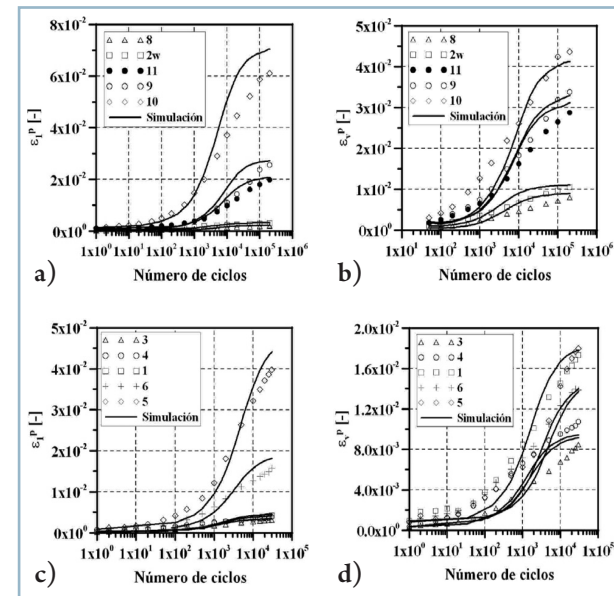 8x10⁻²
6x10⁻²
4x10⁻²
2x10⁻²
0x10⁰
ε₁ᵖ [-]
8
2w
11
9
10
Simulación
1x10⁰ 1x10¹ 1x10² 1x10³ 1x10⁴ 1x10⁵ 1x10⁶
a)
Número de ciclos
5x10⁻²
4x10⁻²
3x10⁻²
2x10⁻²
1x10⁻²
0x10⁰
εᵥᵖ [-]
8
2w
11
9
10
Simulación
1x10¹ 1x10² 1x10³ 1x10⁴ 1x10⁵ 1x10⁶
b)
Número de ciclos
5x10⁻²
4x10⁻²
3x10⁻²
2x10⁻²
1x10⁻²
0x10⁰
ε₁ᵖ [-]
3
4
1
6
5
Simulación
1x10⁰ 1x10¹ 1x10² 1x10³ 1x10⁴ 1x10⁵
c)
Número de ciclos
2.0x10⁻²
1.6x10⁻²
1.2x10⁻²
8.0x10⁻³
4.0x10⁻³
0.0x10⁰
εᵥᵖ [-]
3
4
1
6
5
Simulación
1x10⁰ 1x10¹ 1x10² 1x10³ 1x10⁴ 1x10⁵
d)
Número de ciclos